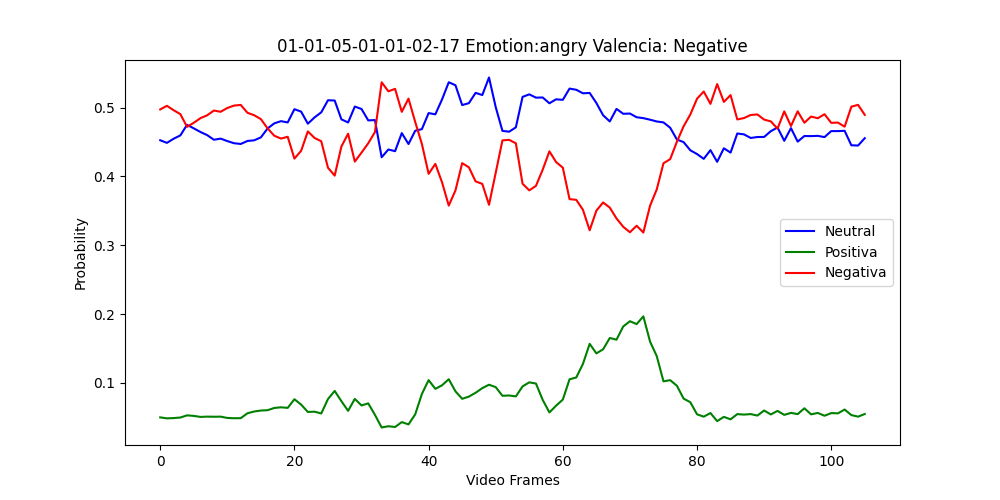 01-01-05-01-01-02-17 Emotion:angry Valencia: Negative
Probability
0.5
0.4
0.3
0.2
0.1
Neutral
Positiva
Negativa
0 20 40 60 80 100
Video Frames